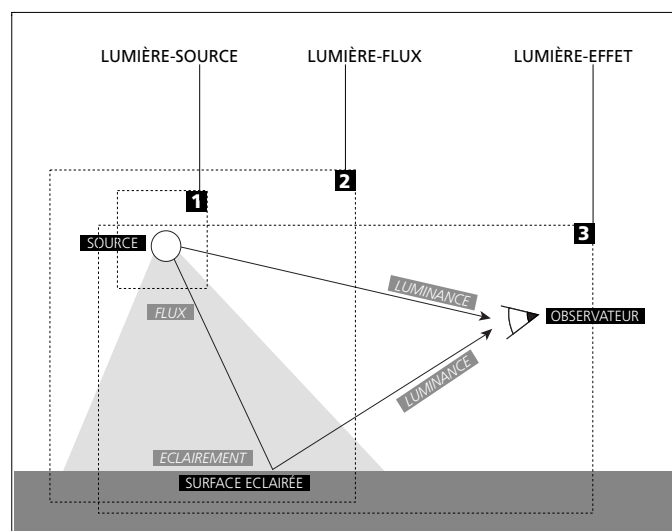 LUMIÈRE-SOURCE
LUMIÈRE-FLUX
LUMIÈRE-EFFET
2
1
3
SOURCE
LUMINANCE
FLUX
OBSERVATEUR
LUMINANCE
ECLAIREMENT
SURFACE ECLAIRÉE